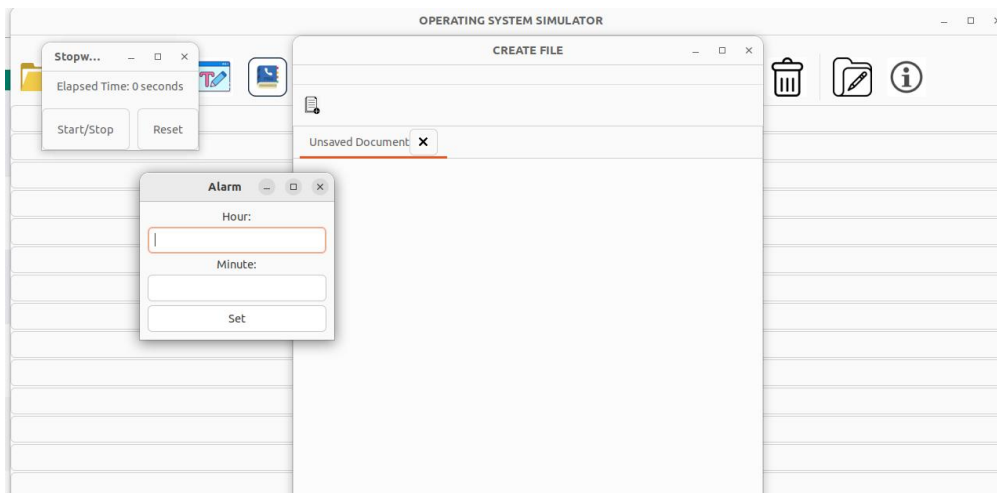 OPERATING SYSTEM SIMULATOR
Stopw...
Elapsed Time: 0 seconds
Start/Stop Reset
T
CREATE FILE
Unsaved Document
Alarm
Hour:
Minute:
Set